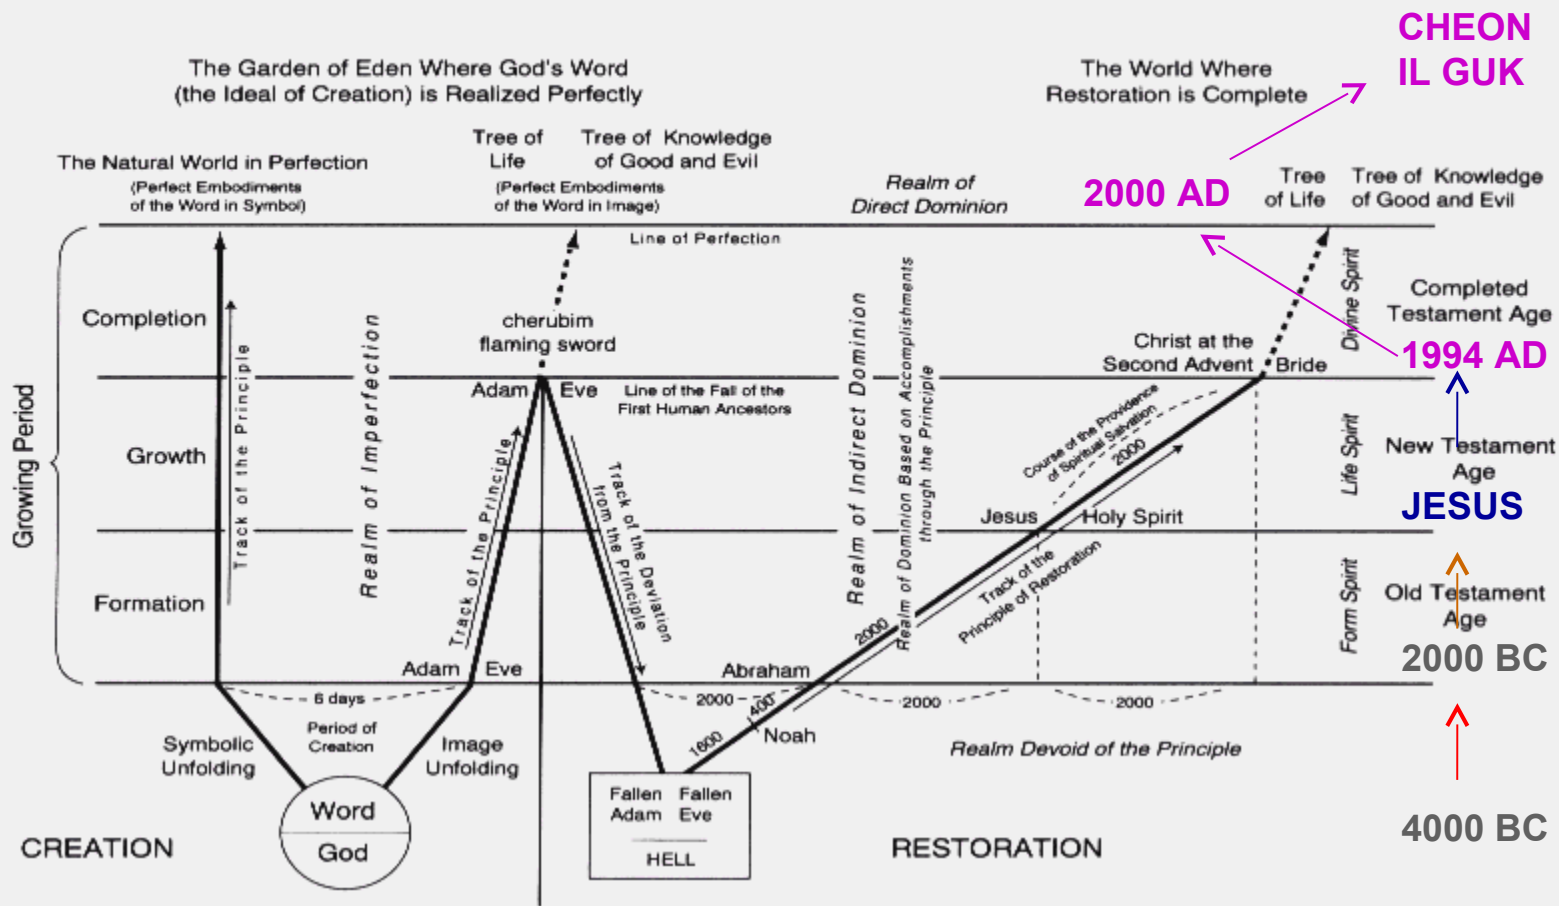 CHEON
IL GUK
The Garden of Eden Where God's Word
(the Ideal of Creation) is Realized Perfectly
The World Where
Restoration is Complete
The Natural World in Perfection
(Perfect Embodiments
of the Word in Symbol)
Tree of
Life
Tree of Knowledge
of Good and Evil
(Perfect Embodiments
of the Word in Image)
Realm of
Direct Dominion
2000 AD
Tree
of Life
Tree of Knowledge
of Good and Evil
Line of Perfection
Growing Period
Completion
Growth
Formation
Track of the Principle
Realm of Imperfection
cherubim
flaming sword
Adam
Eve
Line of the Fall of the
First Human Ancestors
Track of the Principle
Track of the Deviation
from the Principle
Realm of Indirect Dominion
Realm of Dominion Based on Accomplishments
through the Principle
Christ at the
Second Advent
Bride
Divine Spirit
Completed
Testament Age
1994 AD
Course of the Providence
of Spiritual Salvation
2000
Life Spirit
New Testament
Age
JESUS
Jesus
Holy Spirit
Track of the
Principle of Restoration
2000
Form Spirit
Old Testament
Age
2000 BC
Adam
Eve
Abraham
6 days
2000
400
2000
2000
Period of
Creation
Symbolic
Unfolding
Image
Unfolding
1600
Noah
Realm Devoid of the Principle
Word
God
Fallen Fallen
Adam Eve
HELL
CREATION
RESTORATION
4000 BC